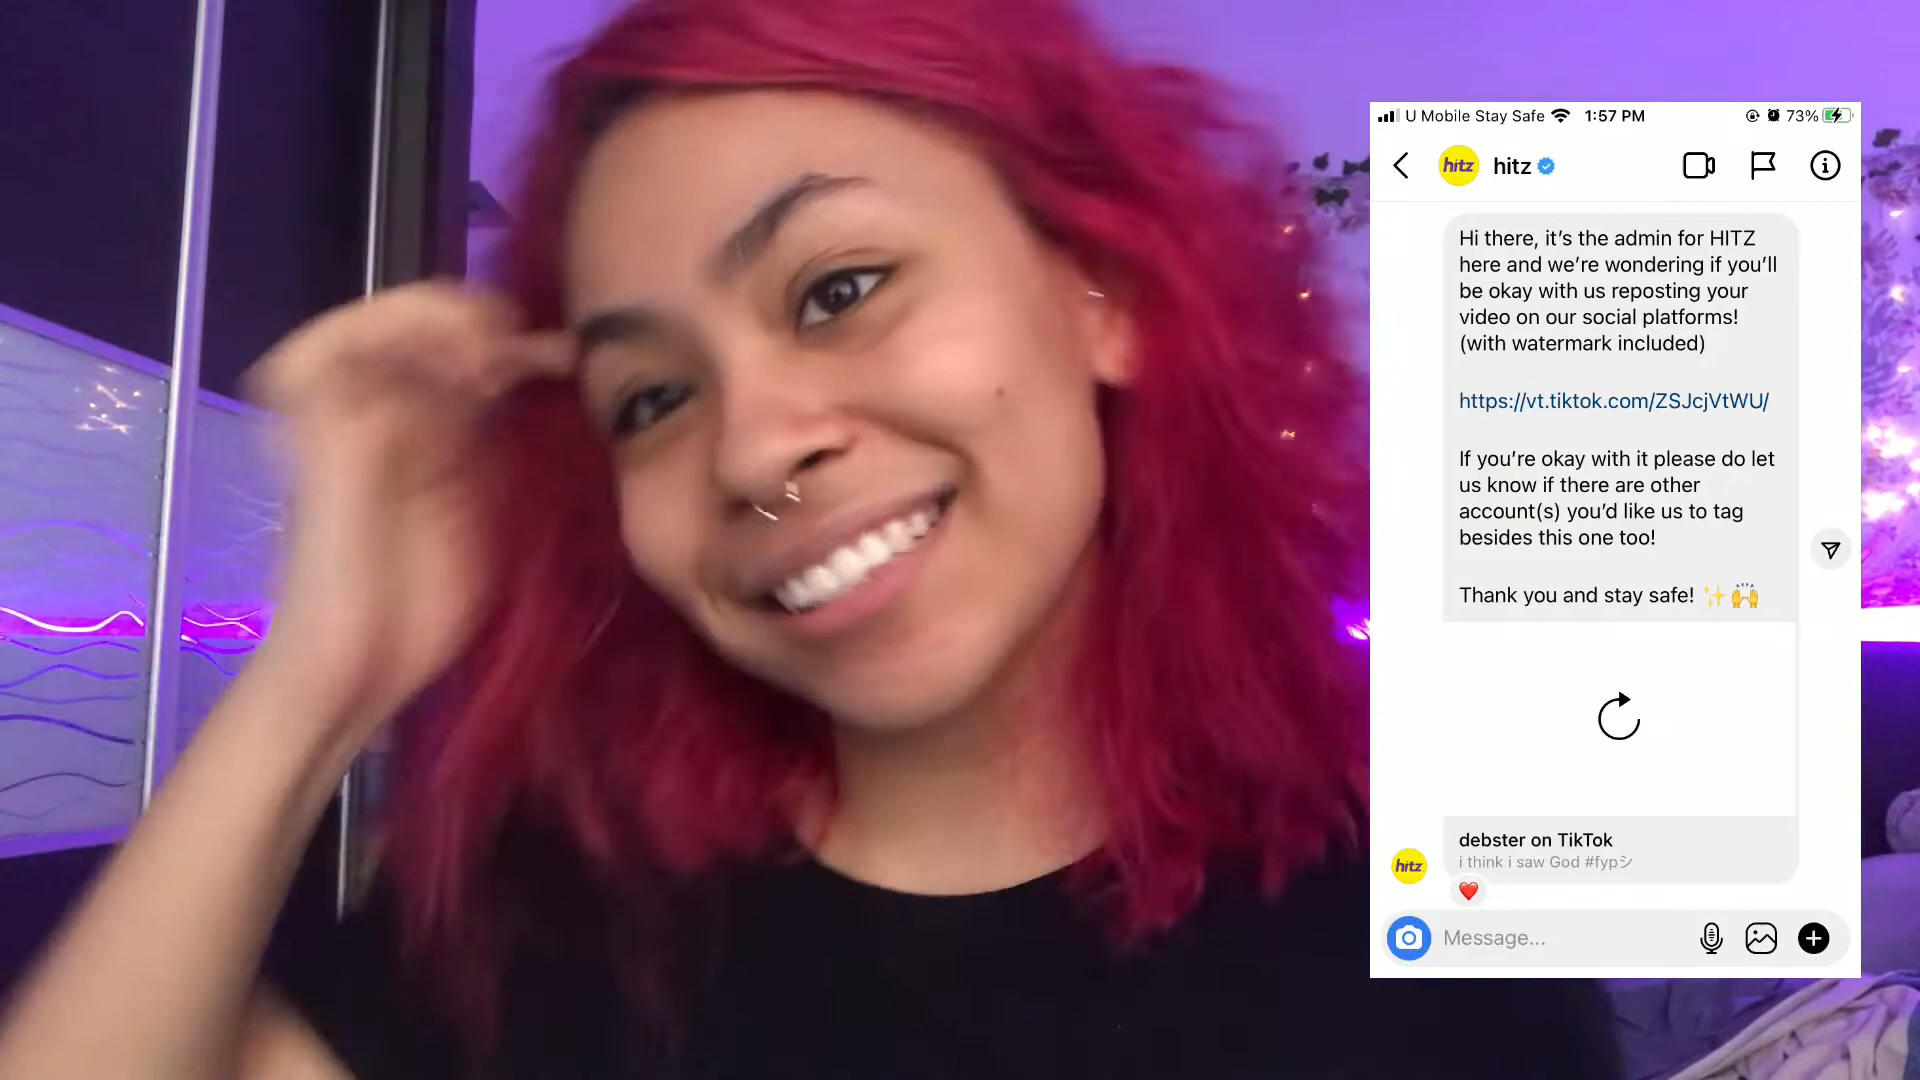 U Mobile Stay Safe 1:57 PM 73%
hitz hitz
Hi there, it’s the admin for HITZ
here and we’re wondering if you’ll
be okay with us reposting your
video on our social platforms!
(with watermark included)
https://vt.tiktok.com/ZSJcjVtWU/
If you’re okay with it please do let
us know if there are other
account(s) you’d like us to tag
besides this one too!
Thank you and stay safe! ✨🙌
debster on TikTok
i think i saw God #fypシ
hitz
Message...